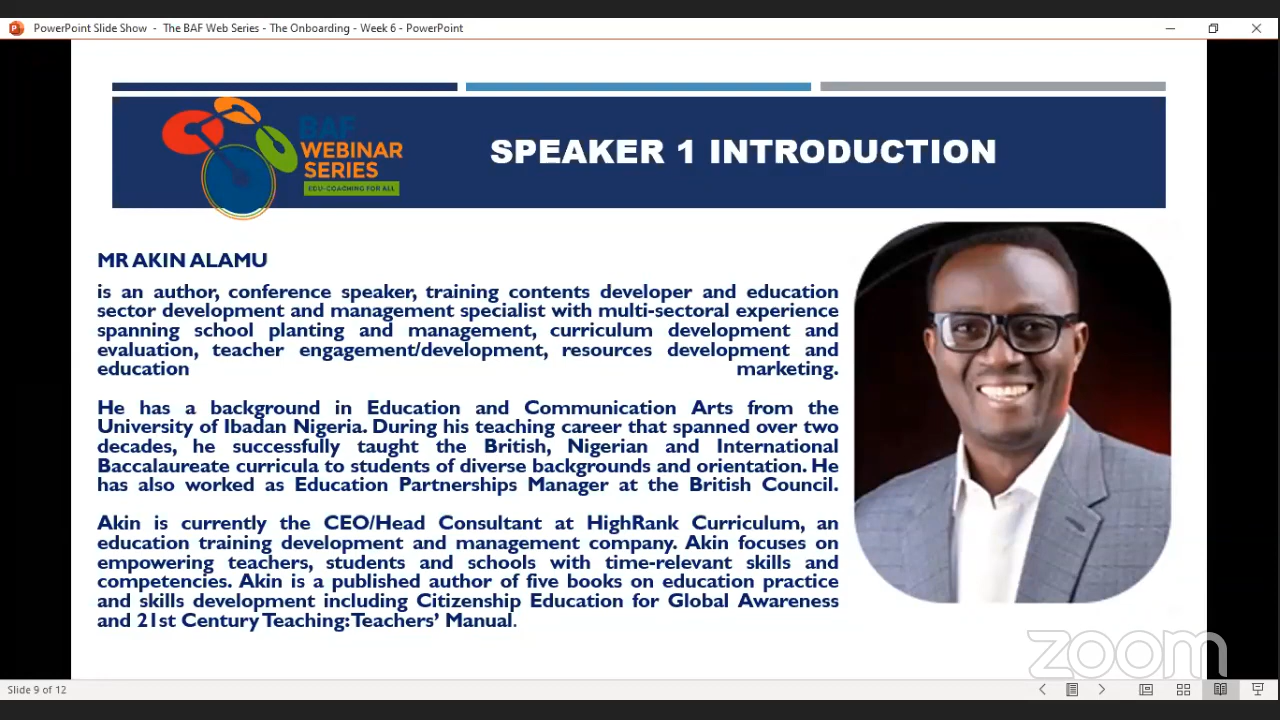 PowerPoint Slide Show - The BAF Web Series - The Onboarding - Week 6 - PowerPoint
BAF
WEBINAR
SERIES
EDU-COACHING FOR ALL
SPEAKER 1 INTRODUCTION
MR AKIN ALAMU
is an author, conference speaker, training contents developer and education
sector development and management specialist with multi-sectoral experience
spanning school planting and management, curriculum development and
evaluation, teacher engagement/development, resources development and
education marketing.
He has a background in Education and Communication Arts from the
University of Ibadan Nigeria. During his teaching career that spanned over two
decades, he successfully taught the British, Nigerian and International
Baccalaureate curricula to students of diverse backgrounds and orientation. He
has also worked as Education Partnerships Manager at the British Council.
Akin is currently the CEO/Head Consultant at HighRank Curriculum, an
education training development and management company. Akin focuses on
empowering teachers, students and schools with time-relevant skills and
competencies. Akin is a published author of five books on education practice
and skills development including Citizenship Education for Global Awareness
and 21st Century Teaching: Teachers' Manual.
zoom
Slide 9 of 12